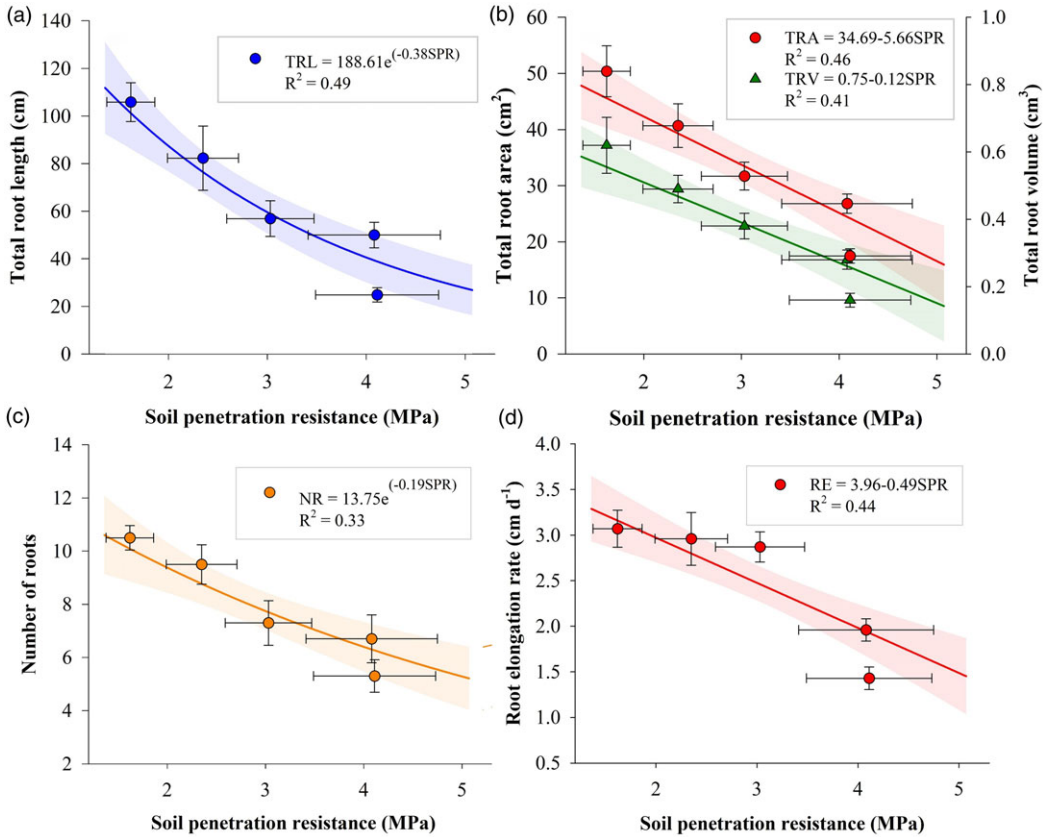 (a)
140
120
100
80
60
40
20
0
Total root length (cm)
TRL = 188.61e(-0.38SPR)
R2 = 0.49
2 3 4 5
Soil penetration resistance (MPa)
(b)
60
50
40
30
20
10
0
Total root area (cm2)
TRA = 34.69-5.66SPR
R2 = 0.46
TRV = 0.75-0.12SPR
R2 = 0.41
1.0
0.8
0.6
0.4
0.2
0.0
Total root volume (cm3)
2 3 4 5
Soil penetration resistance (MPa)
(c)
14
12
10
8
6
4
2
Number of roots
NR = 13.75e(-0.19SPR)
R2 = 0.33
2 3 4 5
Soil penetration resistance (MPa)
(d)
4.0
3.5
3.0
2.5
2.0
1.5
1.0
0.5
Root elongation rate (cm d-1)
RE = 3.96-0.49SPR
R2 = 0.44
2 3 4 5
Soil penetration resistance (MPa)